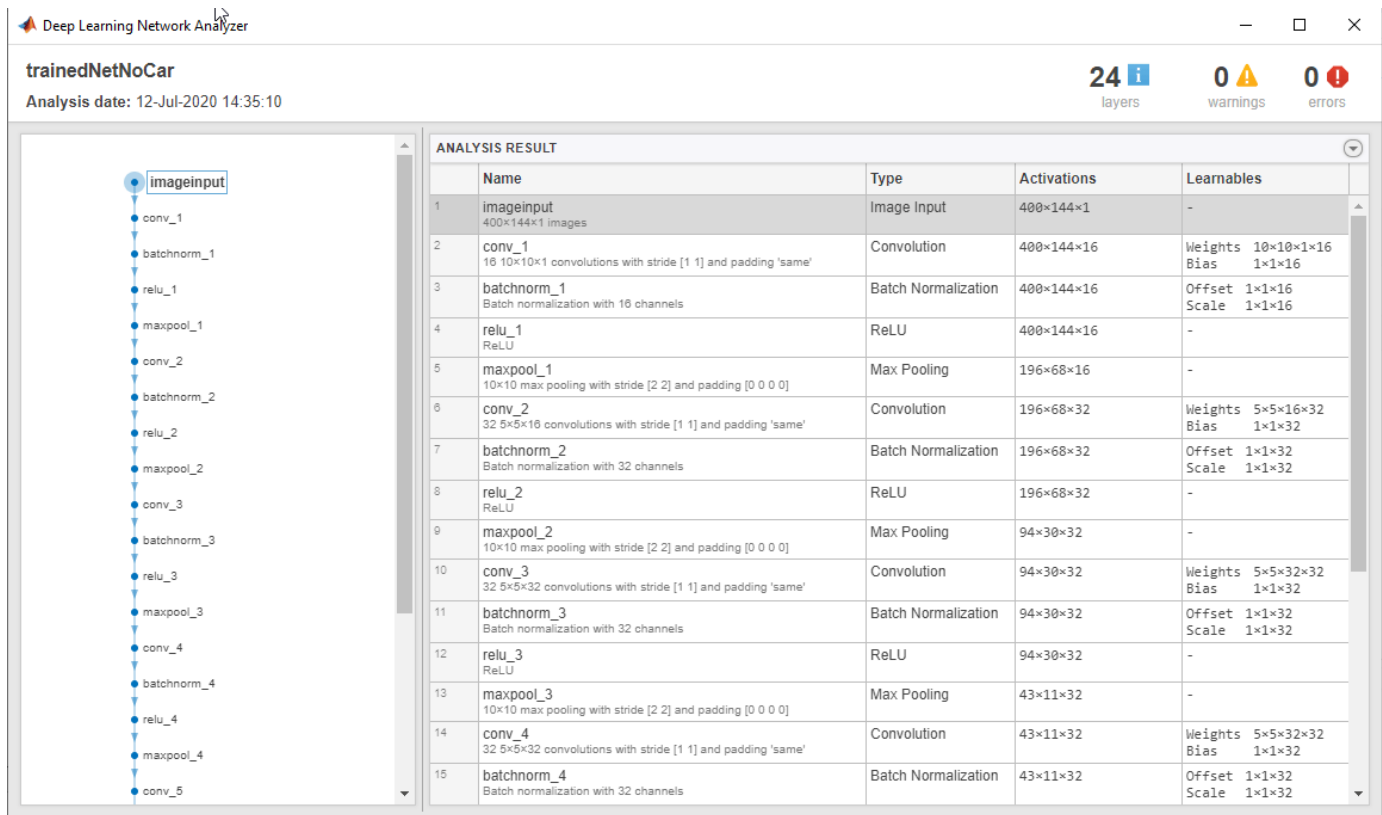 Deep Learning Network Analyzer
trainedNetNoCar
Analysis date: 12-Jul-2020 14:35:10
24 i
layers
0
warnings
0
errors
imageinput
conv_1
batchnorm_1
relu_1
maxpool_1
conv_2
batchnorm_2
relu_2
maxpool_2
conv_3
batchnorm_3
relu_3
maxpool_3
conv_4
batchnorm_4
relu_4
maxpool_4
conv_5
ANALYSIS RESULT
Name Type Activations Learnables
1 imageinput Image Input 400×144×1 -
400×144×1 images
2 conv_1 Convolution 400×144×16 Weights 10×10×1×16
16 10×10×1 convolutions with stride [1 1] and padding 'same' Bias 1×1×16
3 batchnorm_1 Batch Normalization 400×144×16 Offset 1×1×16
Batch normalization with 16 channels Scale 1×1×16
4 relu_1 ReLU 400×144×16 -
ReLU
5 maxpool_1 Max Pooling 196×68×16 -
10×10 max pooling with stride [2 2] and padding [0 0 0 0]
6 conv_2 Convolution 196×68×32 Weights 5×5×16×32
32 5×5×16 convolutions with stride [1 1] and padding 'same' Bias 1×1×32
7 batchnorm_2 Batch Normalization 196×68×32 Offset 1×1×32
Batch normalization with 32 channels Scale 1×1×32
8 relu_2 ReLU 196×68×32 -
ReLU
9 maxpool_2 Max Pooling 94×30×32 -
10×10 max pooling with stride [2 2] and padding [0 0 0 0]
10 conv_3 Convolution 94×30×32 Weights 5×5×32×32
32 5×5×32 convolutions with stride [1 1] and padding 'same' Bias 1×1×32
11 batchnorm_3 Batch Normalization 94×30×32 Offset 1×1×32
Batch normalization with 32 channels Scale 1×1×32
12 relu_3 ReLU 94×30×32 -
ReLU
13 maxpool_3 Max Pooling 43×11×32 -
10×10 max pooling with stride [2 2] and padding [0 0 0 0]
14 conv_4 Convolution 43×11×32 Weights 5×5×32×32
32 5×5×32 convolutions with stride [1 1] and padding 'same' Bias 1×1×32
15 batchnorm_4 Batch Normalization 43×11×32 Offset 1×1×32
Batch normalization with 32 channels Scale 1×1×32